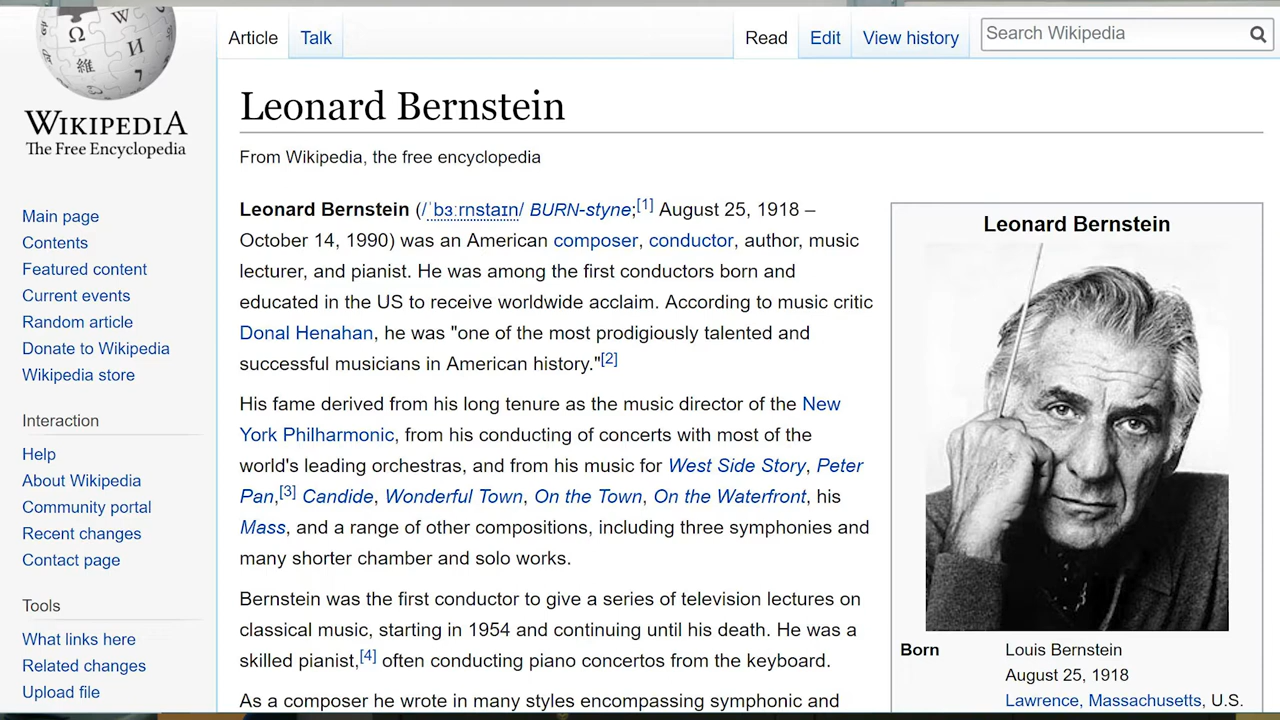 Article Talk Read Edit View history Search Wikipedia
WIKIPEDIA
The Free Encyclopedia
Main page
Contents
Featured content
Current events
Random article
Donate to Wikipedia
Wikipedia store
Interaction
Help
About Wikipedia
Community portal
Recent changes
Contact page
Tools
What links here
Related changes
Upload file
Leonard Bernstein
From Wikipedia, the free encyclopedia
Leonard Bernstein (/ˈbɜːrnstaɪn/ BURN-styne;[1] August 25, 1918 –
October 14, 1990) was an American composer, conductor, author, music
lecturer, and pianist. He was among the first conductors born and
educated in the US to receive worldwide acclaim. According to music critic
Donal Henahan, he was "one of the most prodigiously talented and
successful musicians in American history."[2]
His fame derived from his long tenure as the music director of the New
York Philharmonic, from his conducting of concerts with most of the
world's leading orchestras, and from his music for West Side Story, Peter
Pan,[3] Candide, Wonderful Town, On the Town, On the Waterfront, his
Mass, and a range of other compositions, including three symphonies and
many shorter chamber and solo works.
Bernstein was the first conductor to give a series of television lectures on
classical music, starting in 1954 and continuing until his death. He was a
skilled pianist,[4] often conducting piano concertos from the keyboard.
As a composer he wrote in many styles encompassing symphonic and
Leonard Bernstein
Born Louis Bernstein
August 25, 1918
Lawrence, Massachusetts, U.S.